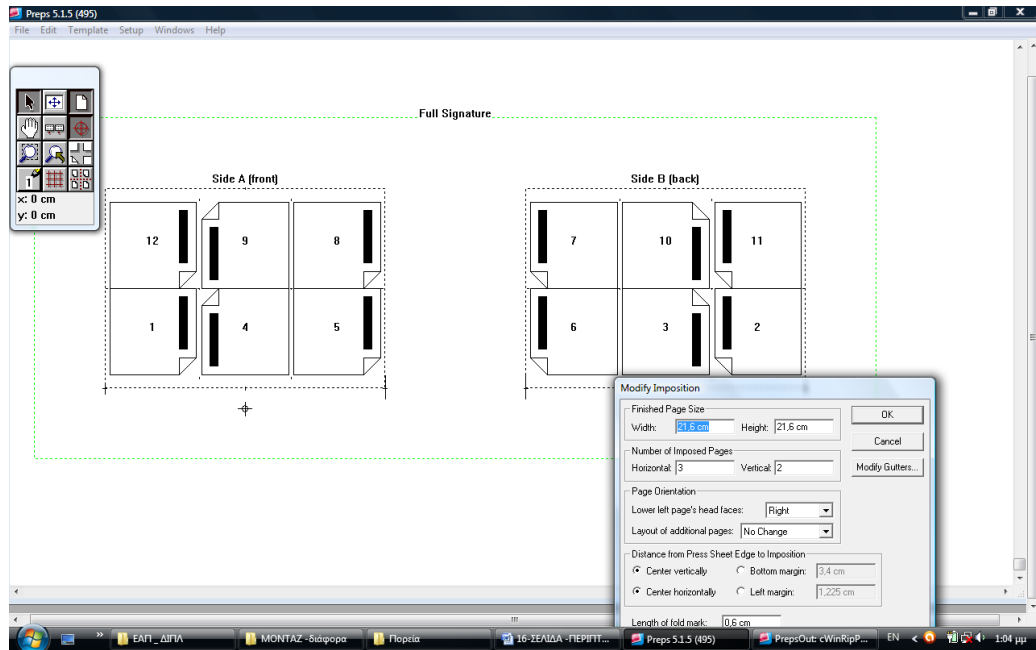 Preps 5.1.5 (495)
File Edit Template Setup Windows Help
Full Signature
x: 0 cm
y: 0 cm
Side A (front)
Side B (back)
12 9 8
7 10 11
1 4 5
6 3 2
Modify Imposition
Finished Page Size
Width: 21,6 cm Height: 21,6 cm
OK
Cancel
Number of Imposed Pages
Horizontal: 3 Vertical: 2
Modify Gutters...
Page Orientation
Lower left page's head faces: Right
Layout of additional pages: No Change
Distance from Press Sheet Edge to Imposition
Center vertically Bottom margin: 3,4 cm
Center horizontally Left margin: 1,225 cm
Length of fold mark: 0,6 cm
ΕΑΠ _ ΔΙΠΛ ΜΟΝΤΑΖ -διάφορα Πορεία 16-ΣΕΛΙΔΑ -ΠΕΡΙΠΤ... Preps 5.1.5 (495) PrepsOut: cWinRipP... EN 1:04 μμ